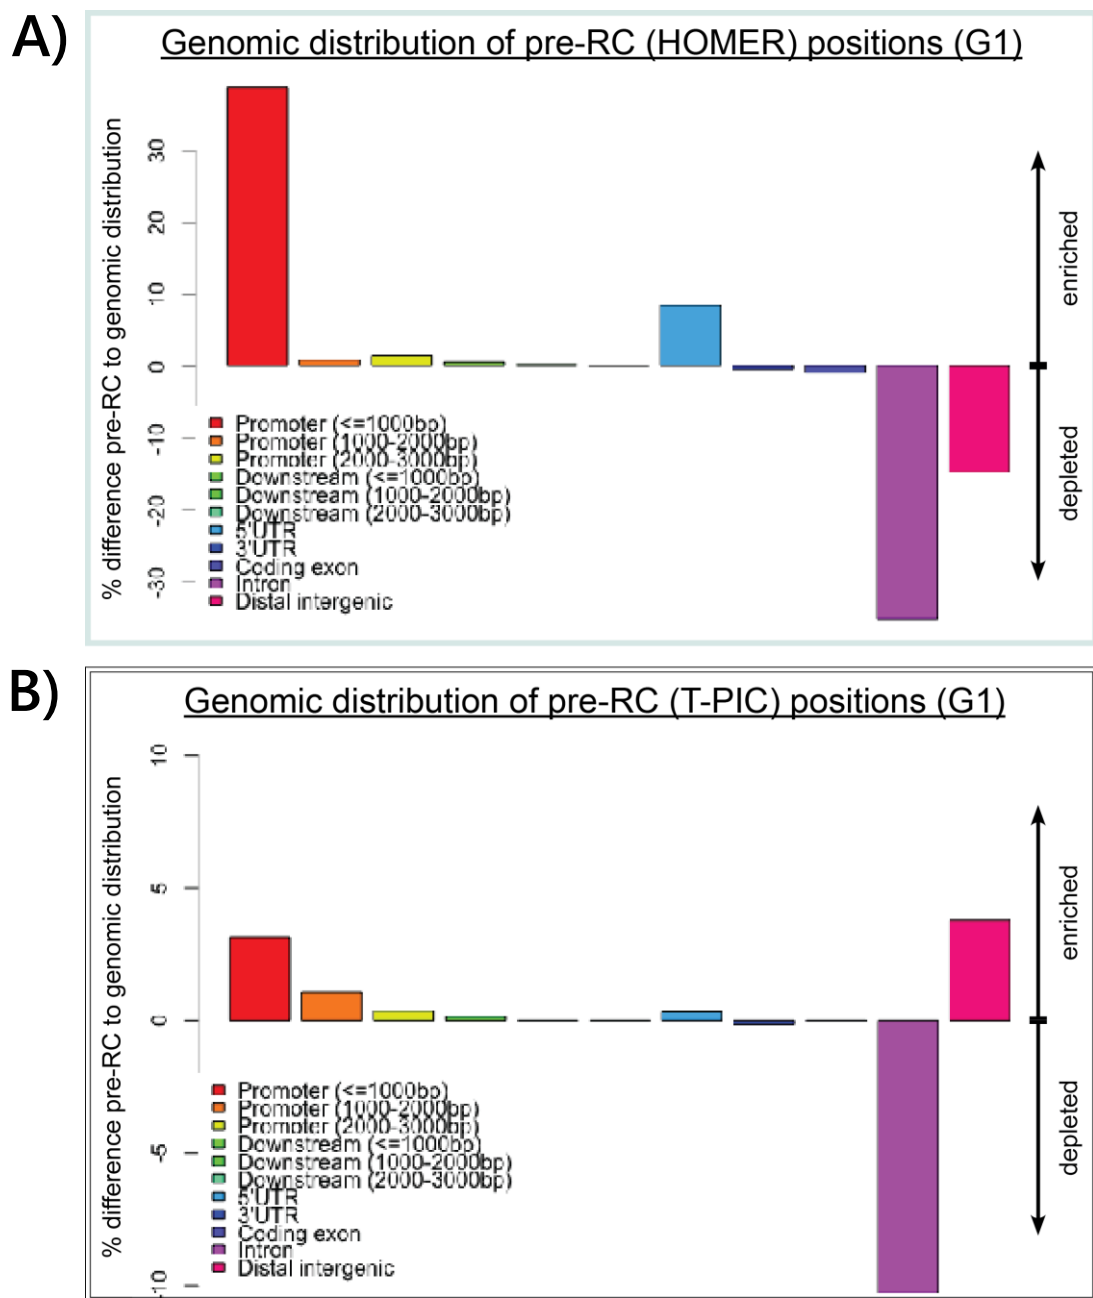 A)
Genomic distribution of pre-RC (HOMER) positions (G1)
% difference pre-RC to genomic distribution
30
20
10
0
-10
-20
-30
enriched
depleted
Promoter (<=1000bp)
Promoter (1000-2000bp)
Promoter (2000-3000bp)
Downstream (<=1000bp)
Downstream (1000-2000bp)
Downstream (2000-3000bp)
5'UTR
3'UTR
Coding exon
Intron
Distal intergenic
B)
Genomic distribution of pre-RC (T-PIC) positions (G1)
% difference pre-RC to genomic distribution
10
5
0
-5
-10
enriched
depleted
Promoter (<=1000bp)
Promoter (1000-2000bp)
Promoter (2000-3000bp)
Downstream (<=1000bp)
Downstream (1000-2000bp)
Downstream (2000-3000bp)
5'UTR
3'UTR
Coding exon
Intron
Distal intergenic